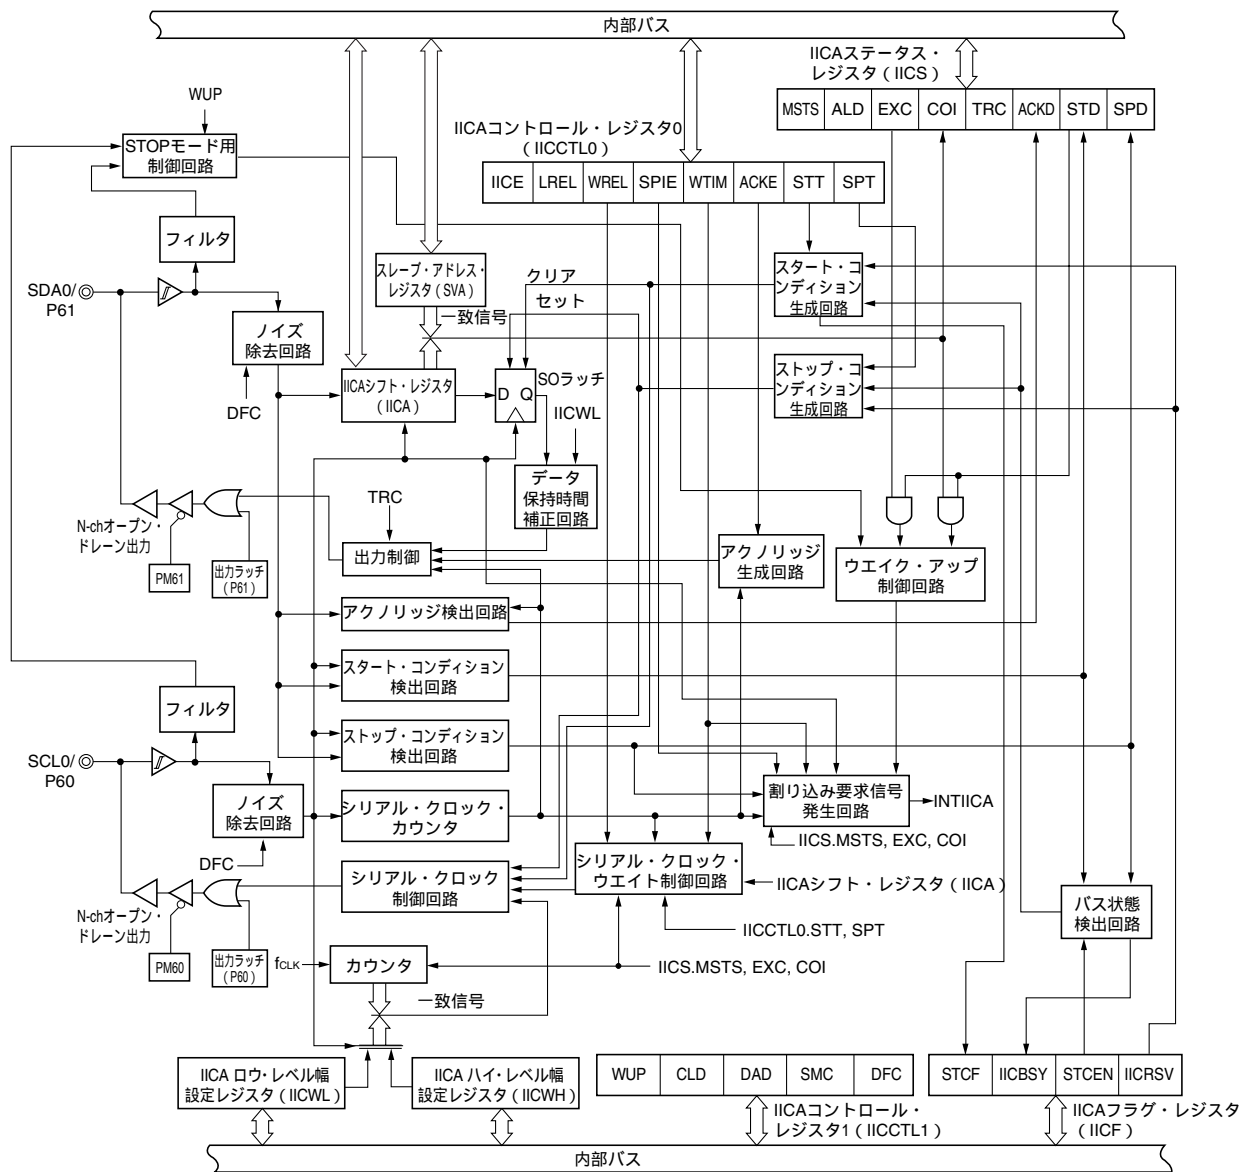 内部バス
IICAステータス・
レジスタ（IICS）
MSTS ALD EXC COI TRC ACKD STD SPD
WUP
STOPモード用
制御回路
IICAコントロール・レジスタ0
（IICCTL0）
IICE LREL WREL SPIE WTIM ACKE STT SPT
フィルタ
SDA0/
P61
スレーブ・アドレス・
レジスタ（SVA）
クリア
セット
スタート・コ
ンディション
生成回路
一致信号
ノイズ
除去回路
DFC
IICAシフト・レジスタ
（IICA）
D Q
SOラッチ
IICWL
ストップ・コ
ンディション
生成回路
データ
保持時間
補正回路
TRC
N-chオープン・
ドレーン出力
PM61
出力ラッチ
（P61）
出力制御
アクノリッジ
生成回路
ウエイク・アップ
制御回路
アクノリッジ検出回路
スタート・コンディション
検出回路
フィルタ
SCL0/
P60
ストップ・コンディション
検出回路
ノイズ
除去回路
DFC
シリアル・クロック・
カウンタ
割り込み要求信号
発生回路
INTIICA
IICS.MSTS, EXC, COI
シリアル・クロック
制御回路
シリアル・クロック・
ウエイト制御回路
IICAシフト・レジスタ（IICA）
IICCTL0.STT, SPT
IICS.MSTS, EXC, COI
バス状態
検出回路
N-chオープン・
ドレーン出力
PM60
出力ラッチ
（P60）
fCLK
カウンタ
一致信号
IICA ロウ・レベル幅
設定レジスタ（IICWL）
IICA ハイ・レベル幅
設定レジスタ（IICWH）
WUP CLD DAD SMC DFC
STCF IICBSY STCEN IICRSV
IICAコントロール・
レジスタ1（IICCTL1）
IICAフラグ・レジスタ
（IICF）
内部バス